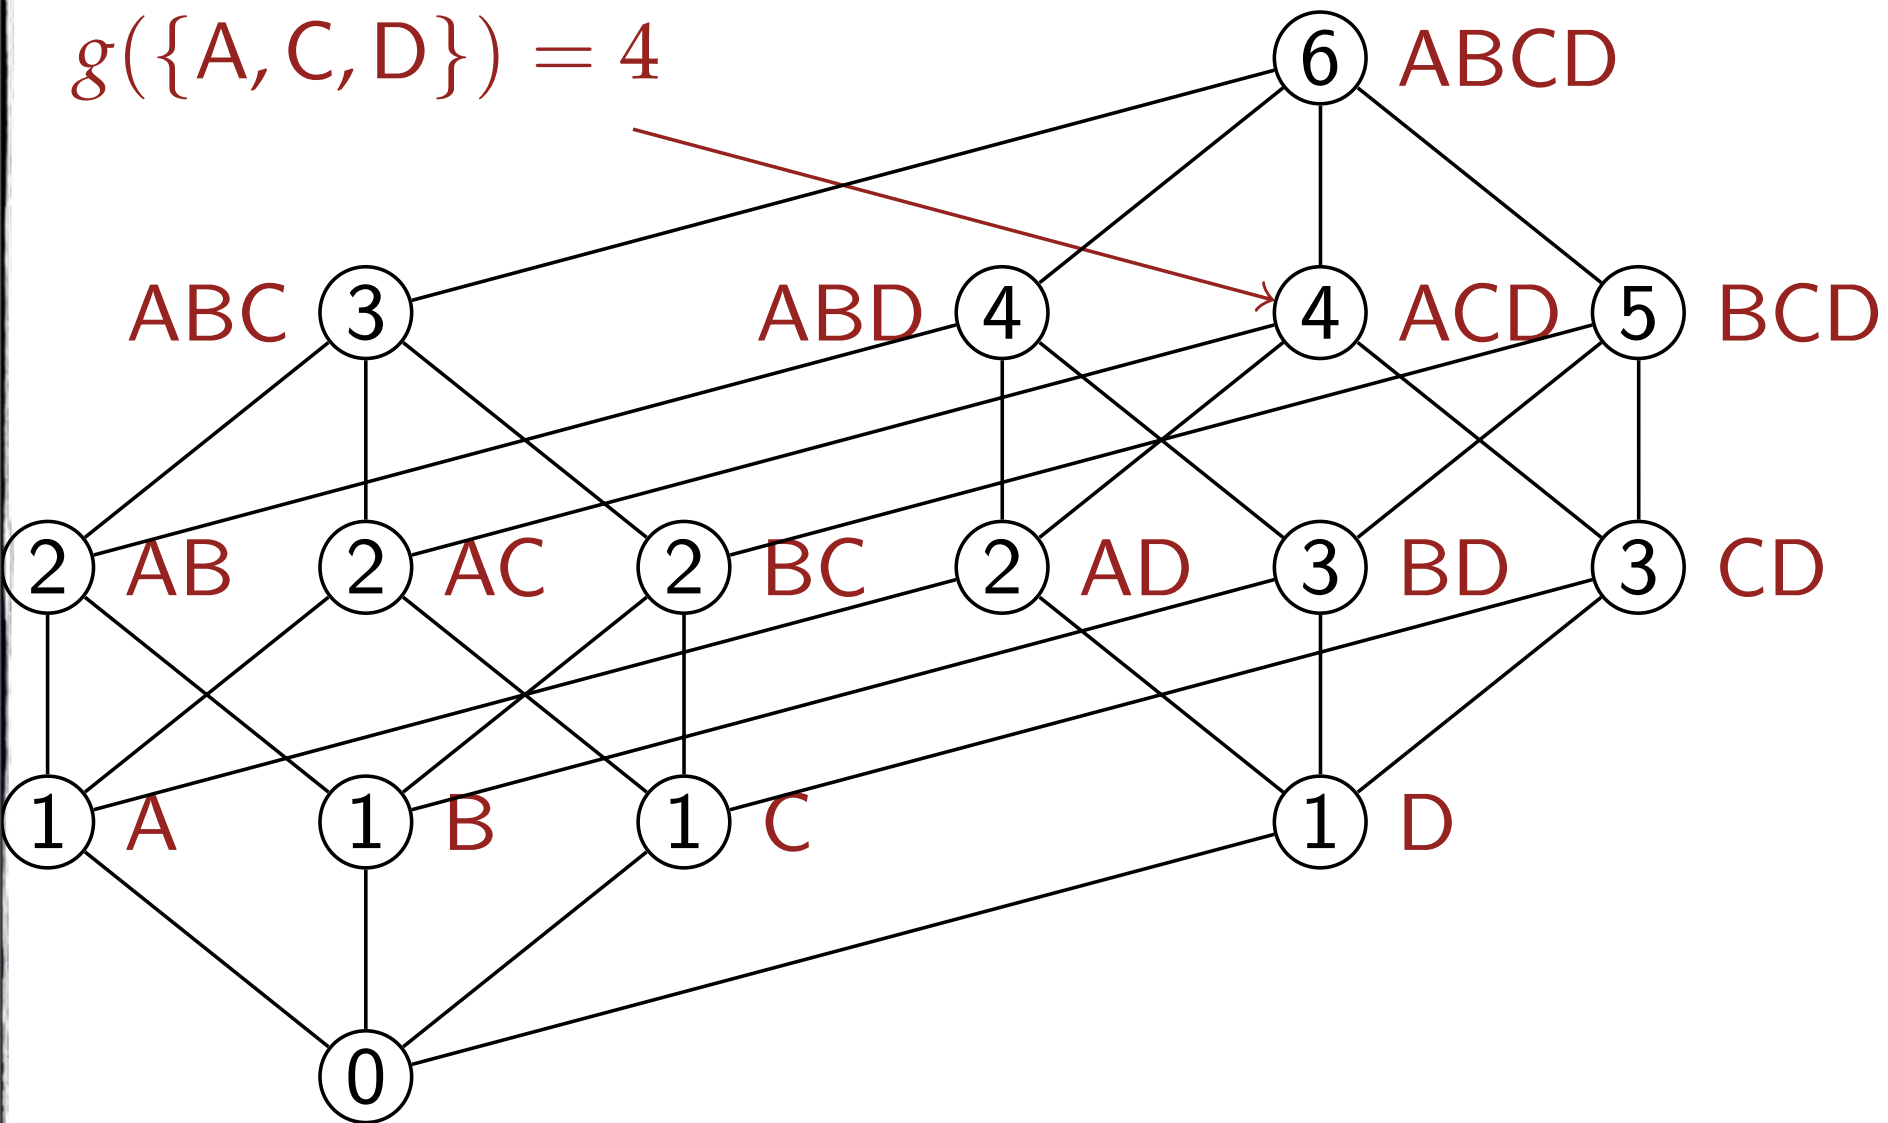 g({A, C, D}) = 4
6 ABCD
ABC 3 ABD 4 4 ACD 5 BCD
2 AB 2 AC 2 BC 2 AD 3 BD 3 CD
1 A 1 B 1 C 1 D
0